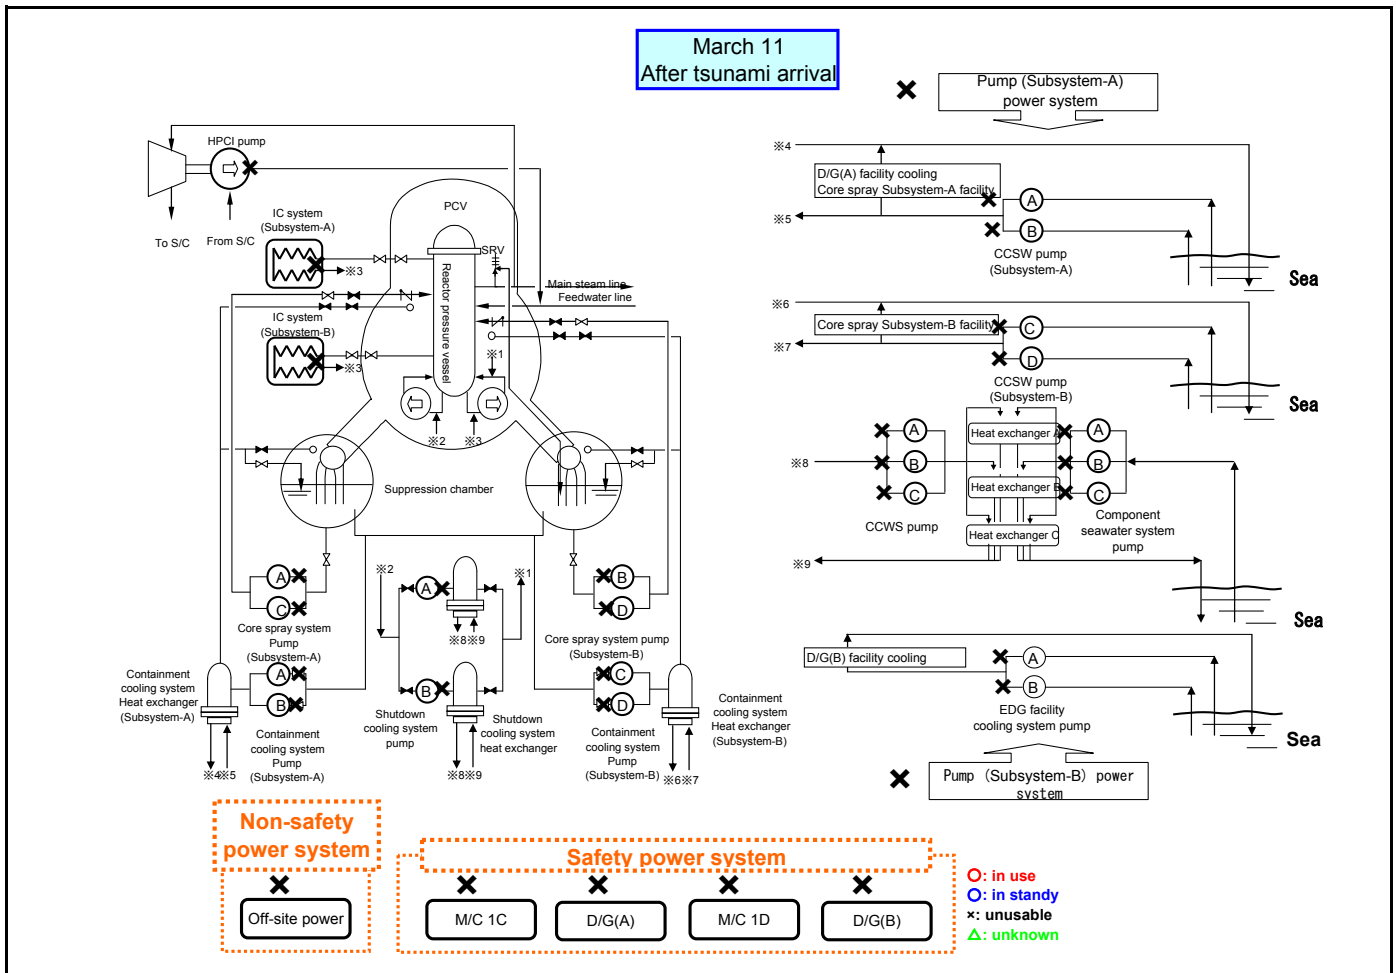 March 11
After tsunami arrival
Pump (Subsystem-A)
power system
HPCI pump
To S/C
From S/C
IC system
(Subsystem-A)
※3
IC system
(Subsystem-B)
※3
PCV
SRV
Reactor pressure vessel
Main steam line
Feedwater line
※1
※2
※3
Suppression chamber
※4
D/G(A) facility cooling
Core spray Subsystem-A facility
※5
A
B
CCSW pump
(Subsystem-A)
Sea
※6
Core spray Subsystem-B facility
※7
C
D
CCSW pump
(Subsystem-B)
Sea
※8
A
B
C
CCWS pump
Heat exchanger A
Heat exchanger B
Heat exchanger C
A
B
C
Component
seawater system
pump
※9
Sea
D/G(B) facility cooling
A
B
EDG facility
cooling system pump
Sea
Pump （Subsystem-B）power
system
A
C
Core spray system
Pump
(Subsystem-A)
Containment
cooling system
Heat exchanger
(Subsystem-A)
※4※5
A
B
Containment
cooling system
Pump
(Subsystem-A)
※2
※1
A
※8※9
B
※8※9
Shutdown
cooling system
pump
Shutdown
cooling system
heat exchanger
B
D
Core spray system pump
(Subsystem-B)
C
D
Containment
cooling system
Pump
(Subsystem-B)
※6※7
Containment
cooling system
Heat exchanger
(Subsystem-B)
Non-safety
power system
Off-site power
Safety power system
M/C 1C
D/G(A)
M/C 1D
D/G(B)
O: in use
O: in standy
×: unusable
△: unknown